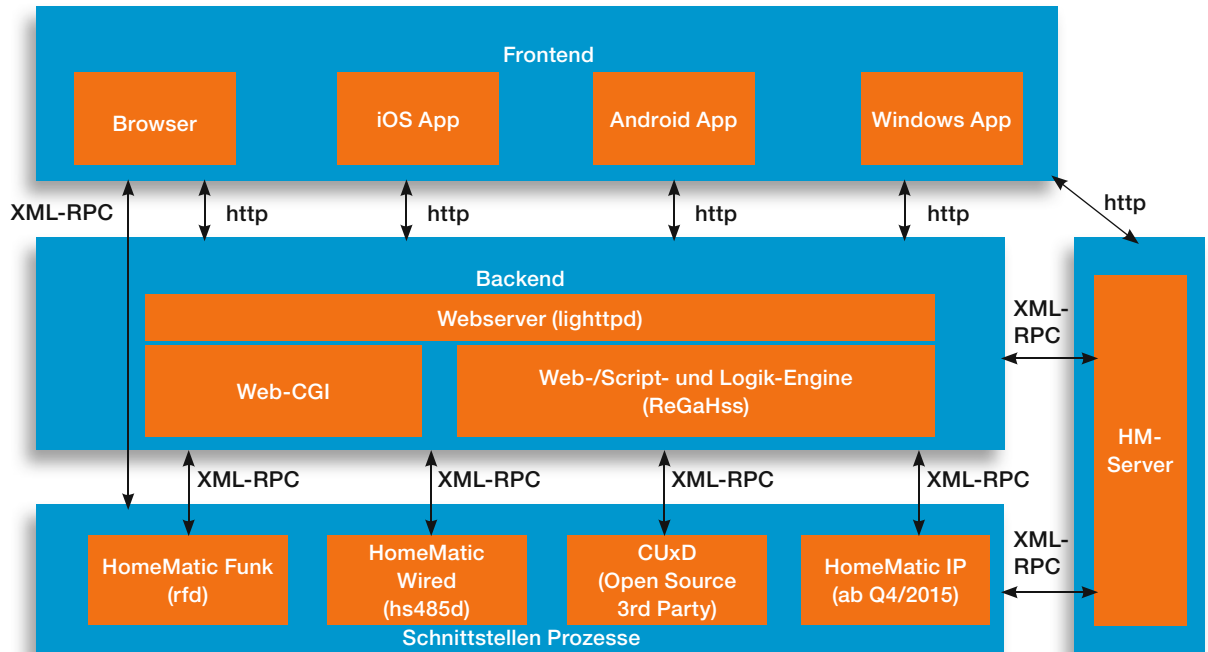 Frontend
Browser
iOS App
Android App
Windows App
XML-RPC
http
http
http
http
http
Backend
Webserver (lighttpd)
Web-CGI
Web-/Script- und Logik-Engine
(ReGaHss)
XML-
RPC
HM-
Server
XML-RPC
XML-RPC
XML-RPC
XML-RPC
HomeMatic Funk
(rfd)
HomeMatic
Wired
(hs485d)
CUxD
(Open Source
3rd Party)
HomeMatic IP
(ab Q4/2015)
XML-
RPC
Schnittstellen Prozesse